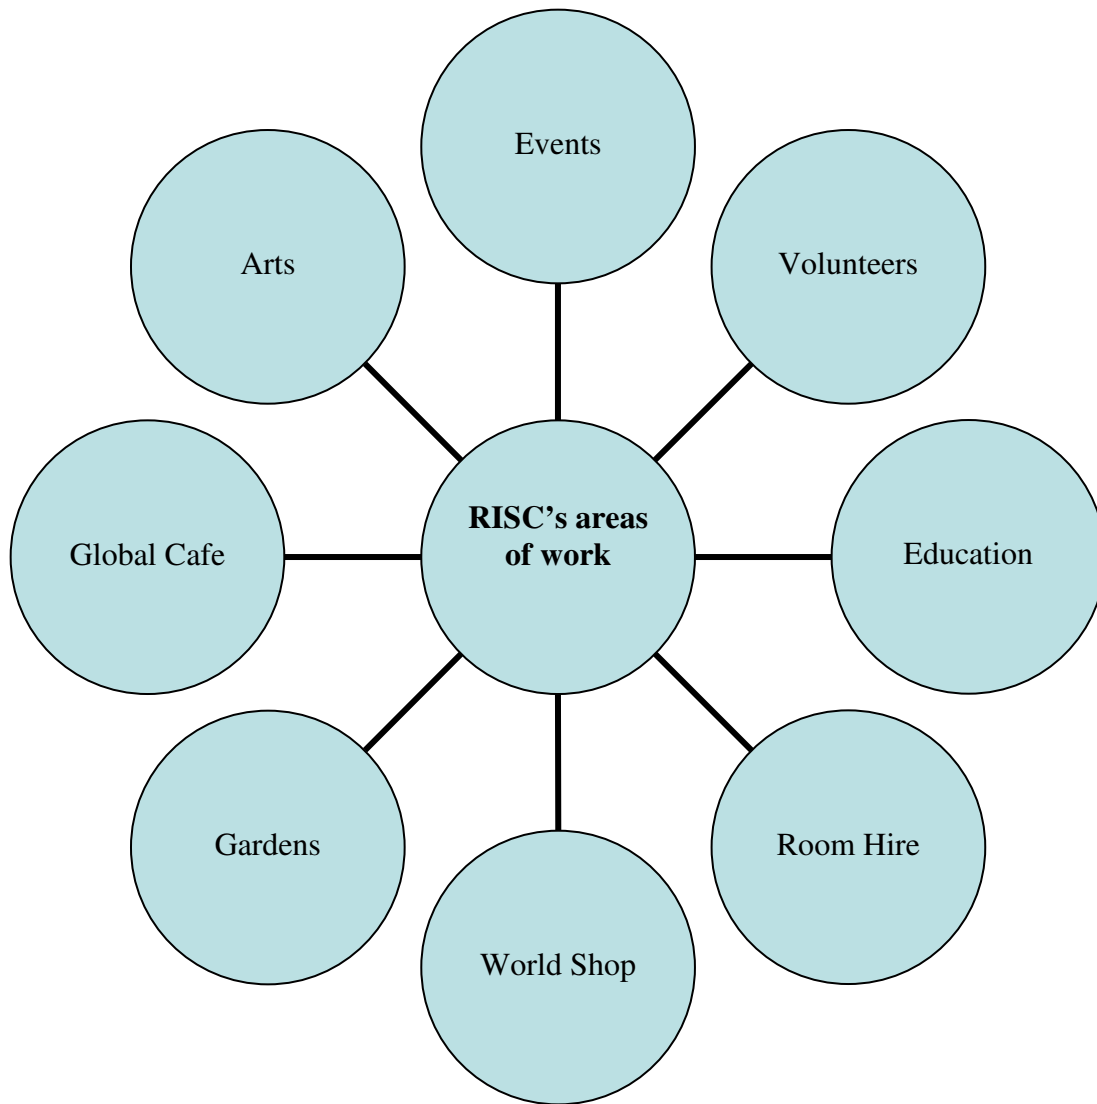 Events
Arts
Volunteers
RISC’s areas
of work
Global Cafe
Education
Gardens
Room Hire
World Shop